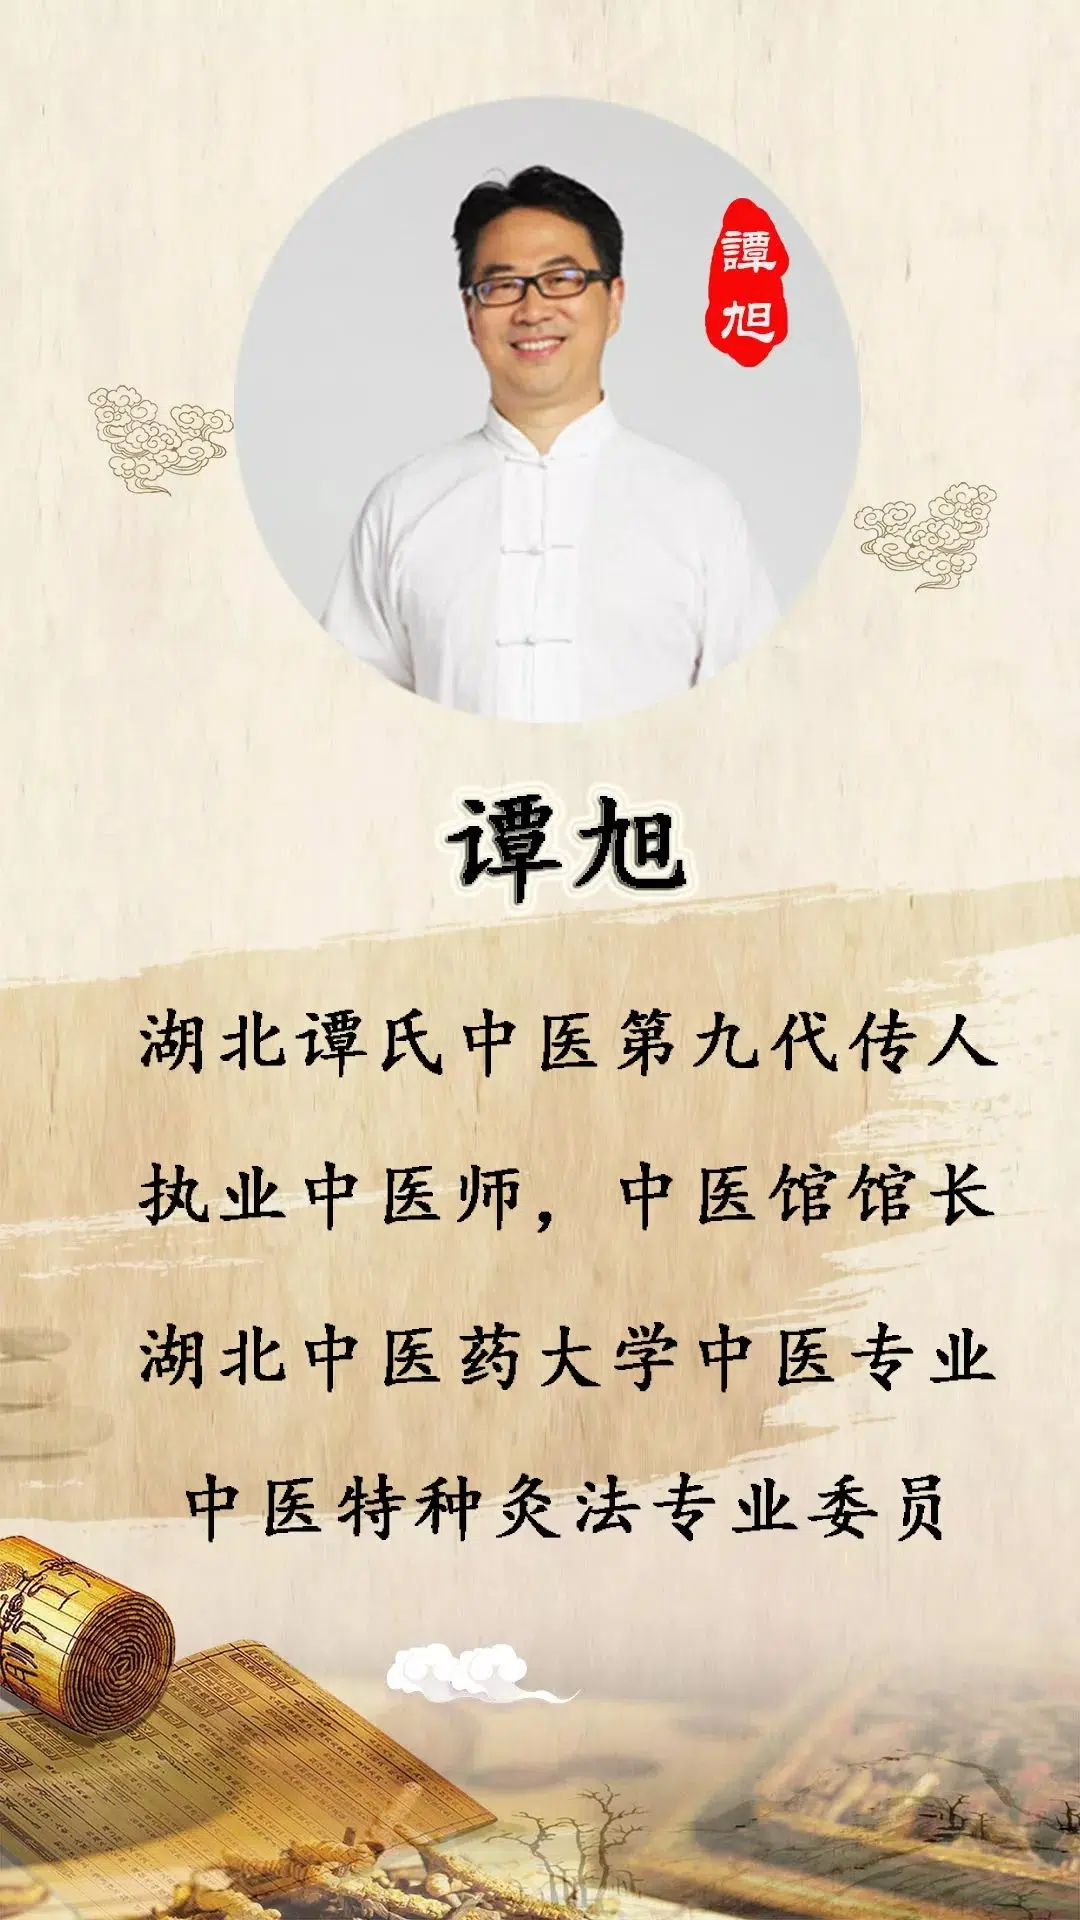 譚旭
谭旭
湖北谭氏中医第九代传人
执业中医师，中医馆馆长
湖北中医药大学中医专业
中医特种灸法专业委员